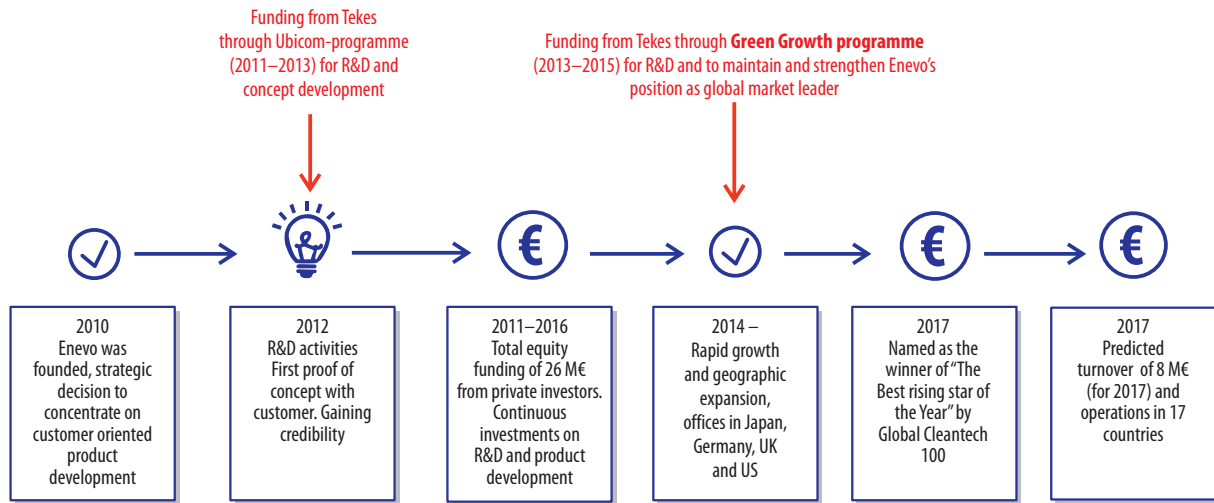 Funding from Tekes
through Ubicom-programme
(2011–2013) for R&D and
concept development
Funding from Tekes through Green Growth programme
(2013–2015) for R&D and to maintain and strengthen Enevo’s
position as global market leader
€
€
€
2010
Enevo was
founded, strategic
decision to
concentrate on
customer oriented
product
development
2012
R&D activities
First proof of
concept with
customer. Gaining
credibility
2011–2016
Total equity
funding of 26 M€
from private investors.
Continuous
investments on
R&D and product
development
2014 –
Rapid growth
and geographic
expansion,
offices in Japan,
Germany, UK
and US
2017
Named as the
winner of “The
Best rising star of
the Year” by
Global Cleantech
100
2017
Predicted
turnover of 8 M€
(for 2017) and
operations in 17
countries